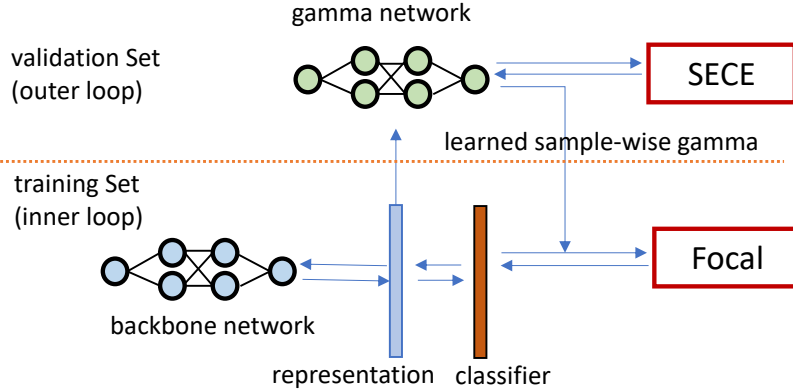 gamma network
validation Set
(outer loop)
SECE
learned sample-wise gamma
training Set
(inner loop)
Focal
backbone network
representation
classifier